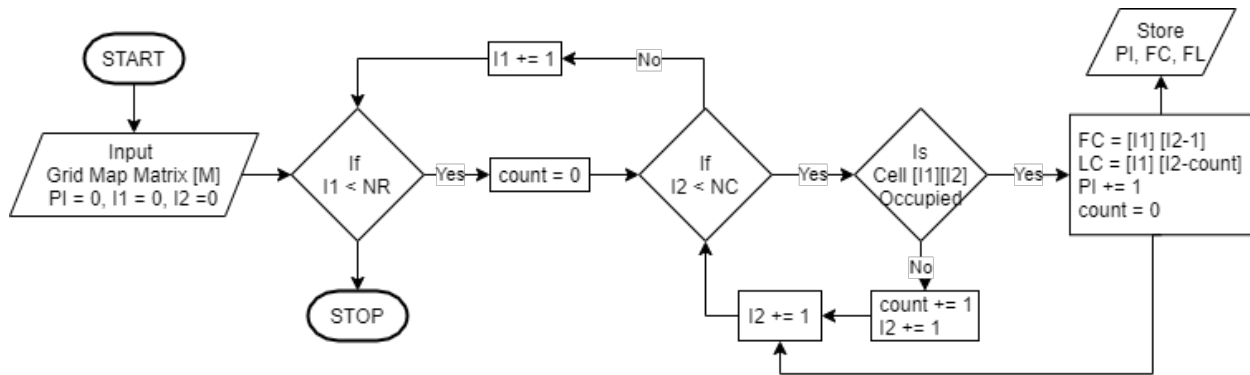 START
Input
Grid Map Matrix [M]
PI = 0, I1 = 0, I2 =0
If
I1 < NR
STOP
Yes
count = 0
I1 += 1
No
If
I2 < NC
Yes
Is
Cell [I1][I2]
Occupied
No
count += 1
I2 += 1
I2 += 1
Yes
FC = [I1] [I2-1]
LC = [I1] [I2-count]
PI += 1
count = 0
Store
PI, FC, FL